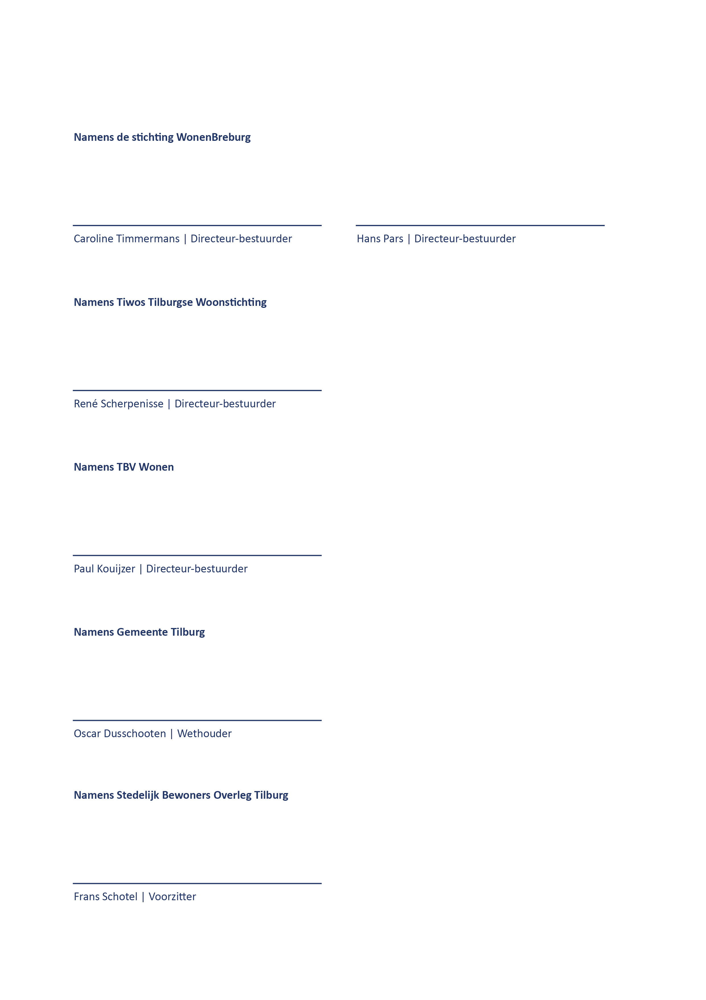 Namens de stichting WonenBreburg
Caroline Timmermans | Directeur-bestuurder
Hans Pars | Directeur-bestuurder
Namens Tiwos Tilburgse Woonstichting
René Scherpenisse | Directeur-bestuurder
Namens TBV Wonen
Paul Kouijzer | Directeur-bestuurder
Namens Gemeente Tilburg
Oscar Dusschooten | Wethouder
Namens Stedelijk Bewoners Overleg Tilburg
Frans Schotel | Voorzitter